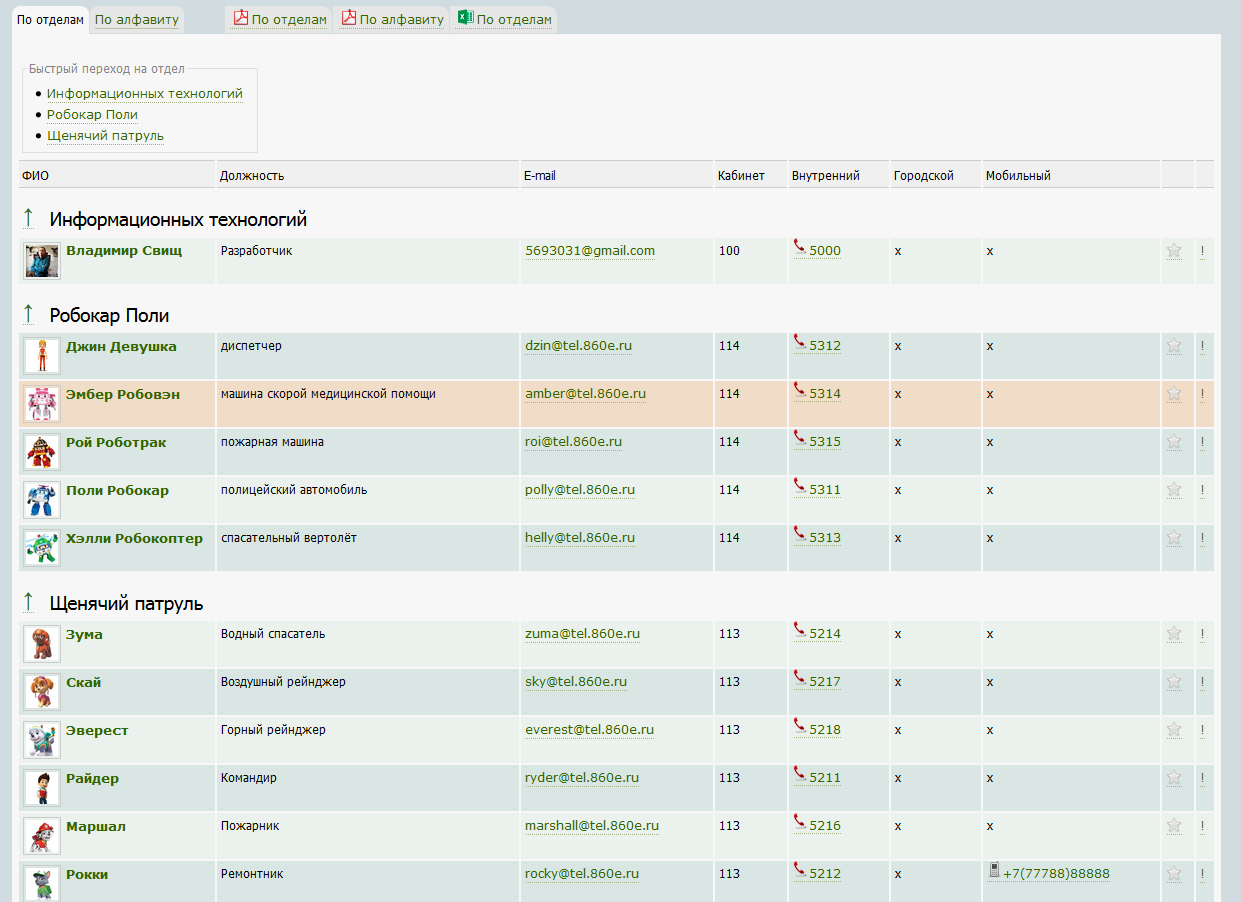 По отделам По алфавиту По отделам По алфавиту По отделам
Быстрый переход на отдел
Информационных технологий
Робокар Поли
Щенячий патруль
ФИО Должность E-mail Кабинет Внутренний Городской Мобильный
↑ Информационных технологий
Владимир Свищ Разработчик 5693031@gmail.com 100 5000 x x !
↑ Робокар Поли
Джин Девушка диспетчер dzin@tel.860e.ru 114 5312 x x !
Эмбер Робовэн машина скорой медицинской помощи amber@tel.860e.ru 114 5314 x x !
Рой Роботрак пожарная машина roi@tel.860e.ru 114 5315 x x !
Поли Робокар полицейский автомобиль polly@tel.860e.ru 114 5311 x x !
Хэлли Робокоптер спасательный вертолёт helly@tel.860e.ru 114 5313 x x !
↑ Щенячий патруль
Зума Водный спасатель zuma@tel.860e.ru 113 5214 x x !
Скай Воздушный рейнджер sky@tel.860e.ru 113 5217 x x !
Эверест Горный рейнджер everest@tel.860e.ru 113 5218 x x !
Райдер Командир ryder@tel.860e.ru 113 5211 x x !
Маршал Пожарник marshall@tel.860e.ru 113 5216 x x !
Рокки Ремонтник rocky@tel.860e.ru 113 5212 x +7(77788)88888 !